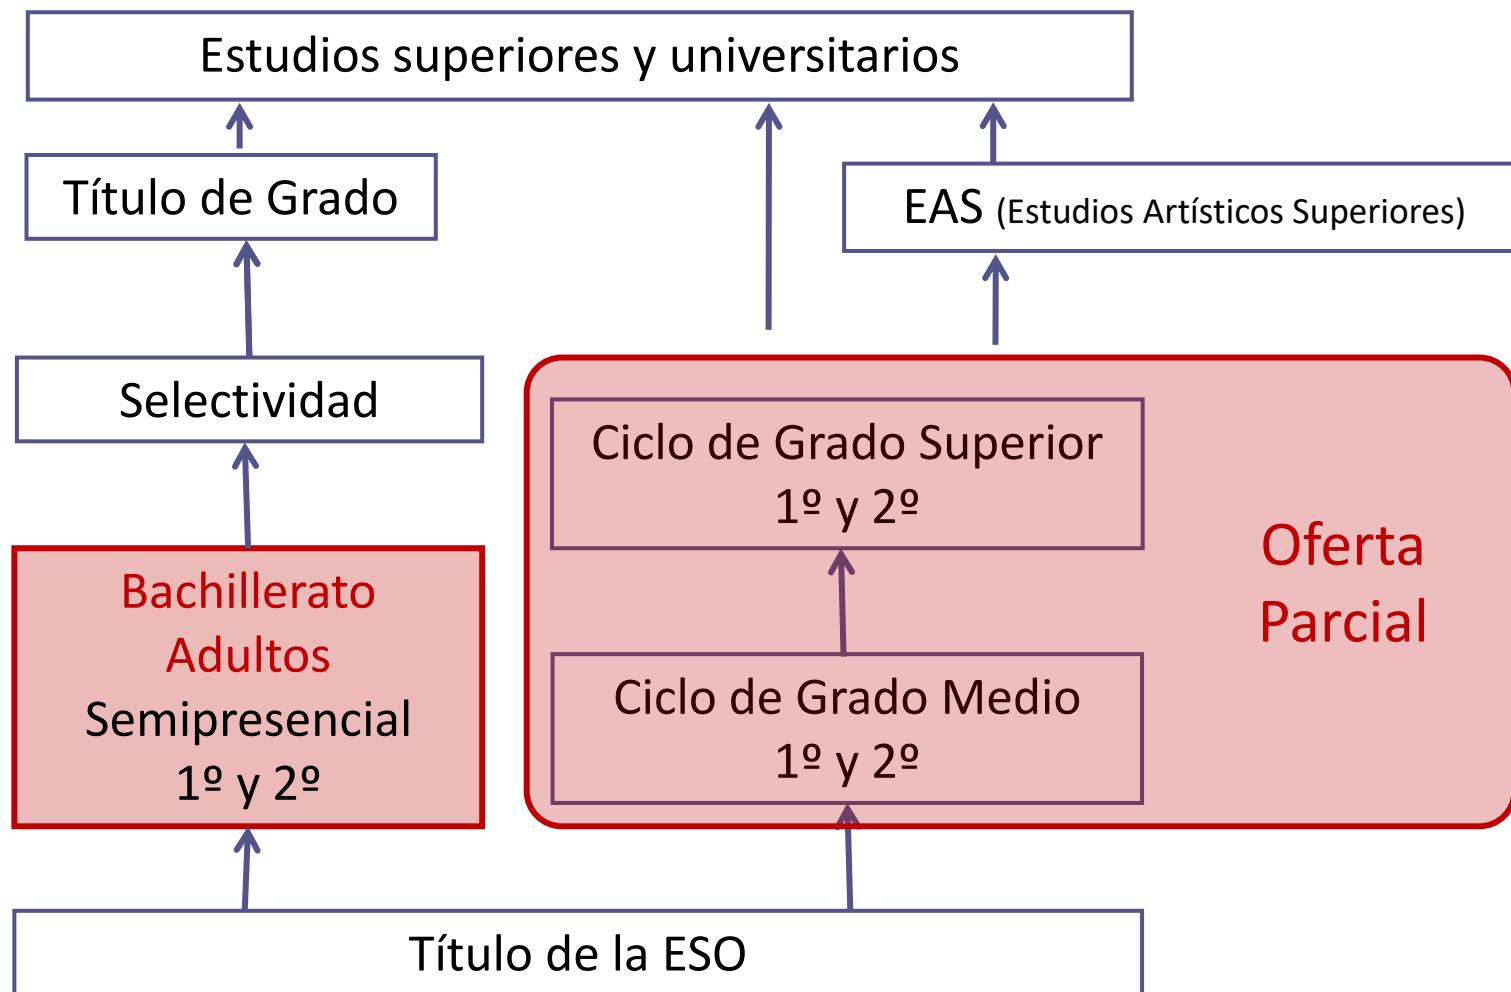 Estudios superiores y universitarios
Título de Grado
EAS (Estudios Artísticos Superiores)
Selectividad
Ciclo de Grado Superior
1º y 2º
Oferta
Parcial
Bachillerato
Adultos
Semipresencial
1º y 2º
Ciclo de Grado Medio
1º y 2º
Título de la ESO